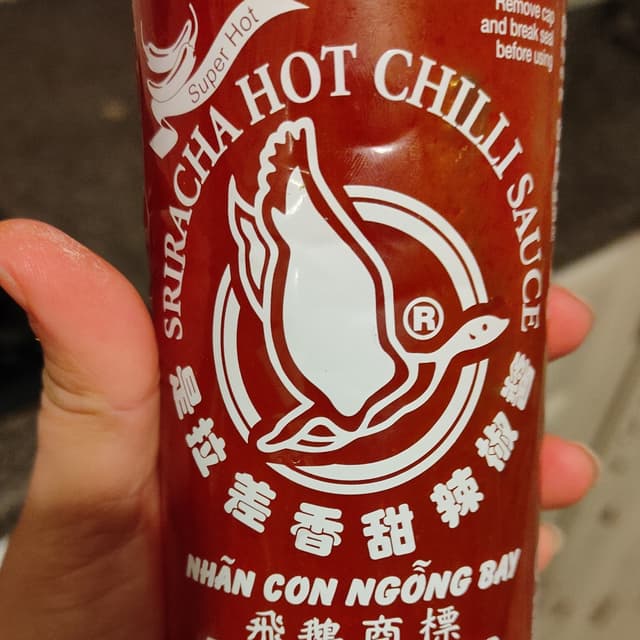 Super Hot
Remove cap
and break seal
before using
SRIRACHA HOT CHILLI SAUCE
®
是拉差香甜辣椒醬
NHÃN CON NGỖNG BAY
飛鵝商標